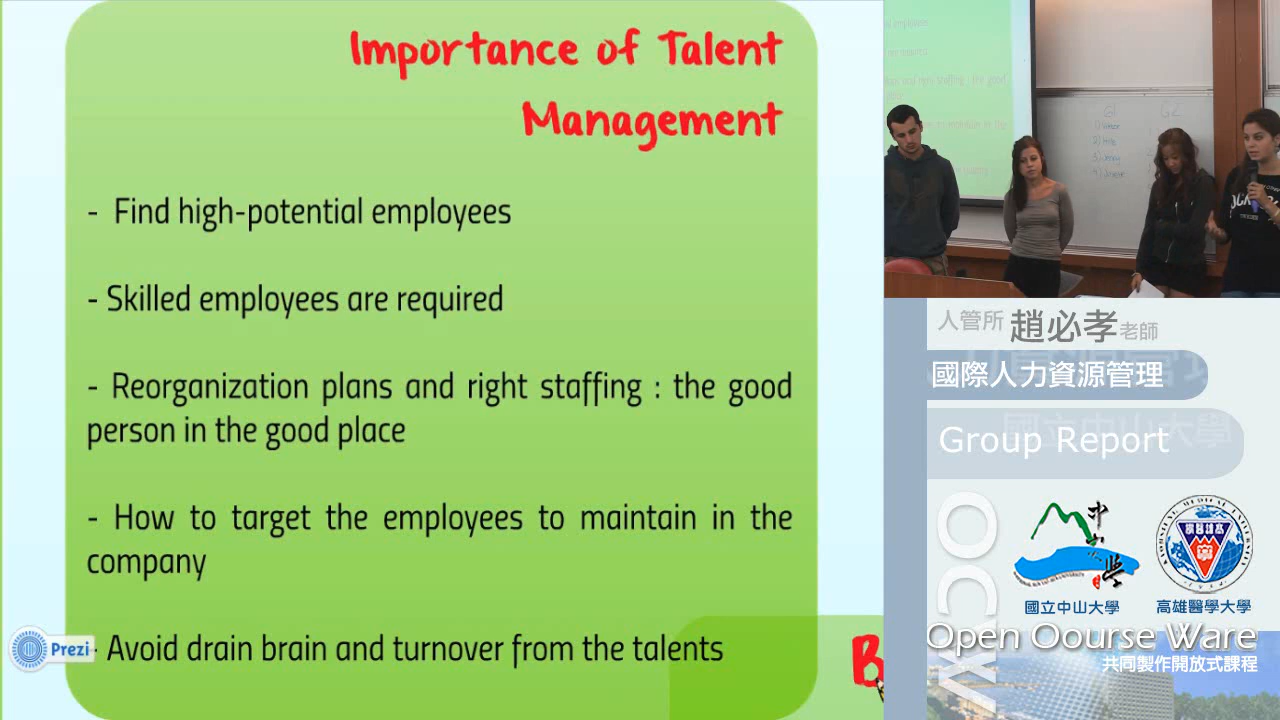 Importance of Talent
Management
- Find high-potential employees
- Skilled employees are required
- Reorganization plans and right staffing : the good
person in the good place
- How to target the employees to maintain in the
company
- Avoid drain brain and turnover from the talents
Prezi
B
G1
G2
人管所 趙必孝老師
國際人力資源管理
Group Report
OCW
國立中山大學
高雄醫學大學
Open Oourse Ware
共同製作開放式課程